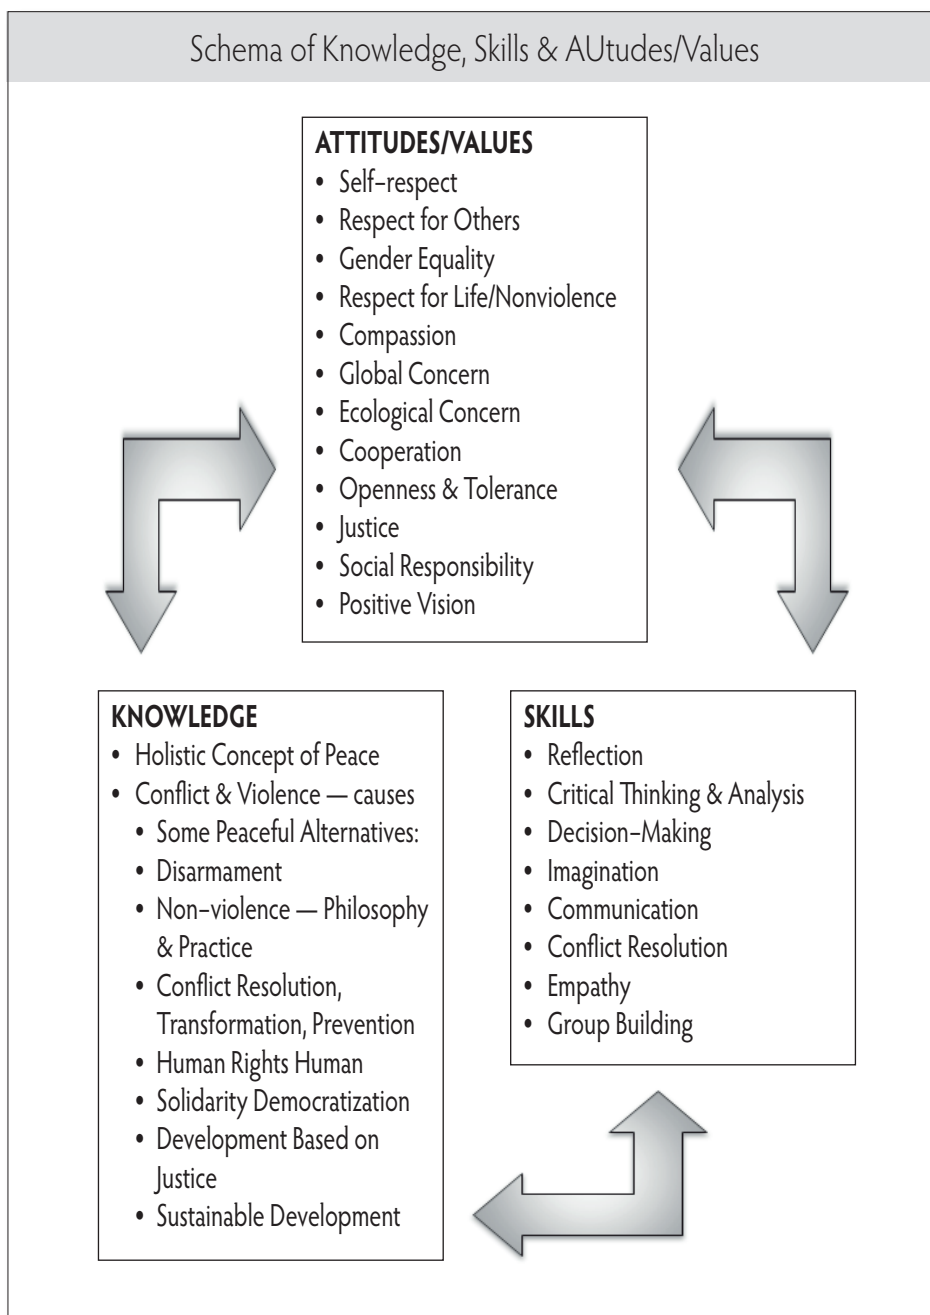 Schema of Knowledge, Skills & AUtudes/Values
ATTITUDES/VALUES
• Self-respect
• Respect for Others
• Gender Equality
• Respect for Life/Nonviolence
• Compassion
• Global Concern
• Ecological Concern
• Cooperation
• Openness & Tolerance
• Justice
• Social Responsibility
• Positive Vision
KNOWLEDGE
• Holistic Concept of Peace
• Conflict & Violence — causes
• Some Peaceful Alternatives:
• Disarmament
• Non-violence — Philosophy
& Practice
• Conflict Resolution,
Transformation, Prevention
• Human Rights Human
• Solidarity Democratization
• Development Based on
Justice
• Sustainable Development
SKILLS
• Reflection
• Critical Thinking & Analysis
• Decision-Making
• Imagination
• Communication
• Conflict Resolution
• Empathy
• Group Building